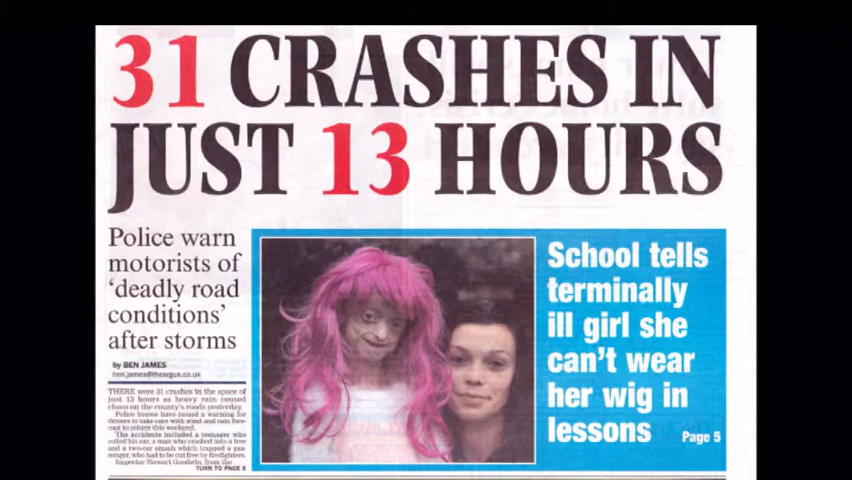 31 CRASHES IN
JUST 13 HOURS
Police warn
motorists of
‘deadly road
conditions’
after storms
by BEN JAMES
ben.james@theargus.co.uk
THERE were 31 crashes in the space of
just 13 hours as heavy rain caused
chaos on the county's roads yesterday.
Police bosses have issued a warning for
drivers to take care with wind and rain fore-
cast to return this weekend.
The accidents included a teenager who
rolled his car, a man who crashed into a tree
and a two-car smash which trapped a pas-
senger, who had to be cut free by firefighters.
Inspector Stewart Goodwin, from the
TURN TO PAGE 5
School tells
terminally
ill girl she
can’t wear
her wig in
lessons Page 5